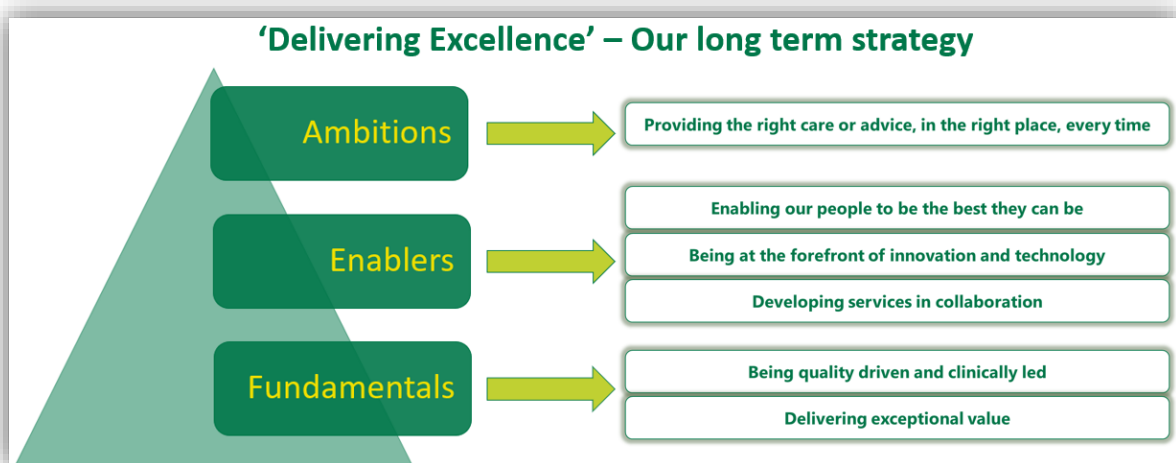 ‘Delivering Excellence’ – Our long term strategy
Ambitions
Providing the right care or advice, in the right place, every time
Enablers
Enabling our people to be the best they can be
Being at the forefront of innovation and technology
Developing services in collaboration
Fundamentals
Being quality driven and clinically led
Delivering exceptional value